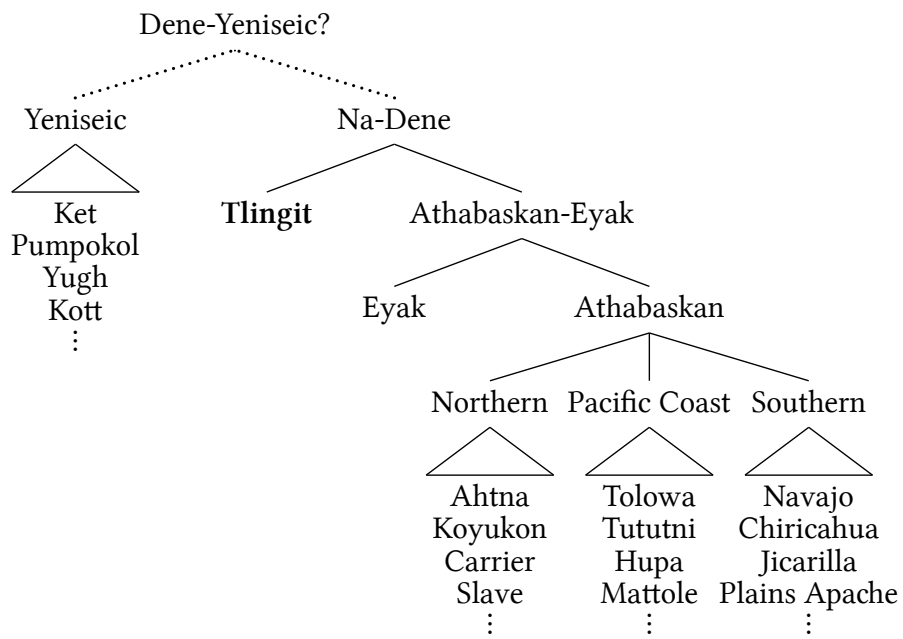 Dene-Yeniseic?
Yeniseic Na-Dene
Ket Tlingit Athabaskan-Eyak
Pumpokol
Yugh
Kott Eyak Athabaskan
⋮
Northern Pacific Coast Southern
Ahtna Tolowa Navajo
Koyukon Tututni Chiricahua
Carrier Hupa Jicarilla
Slave Mattole Plains Apache
⋮ ⋮ ⋮